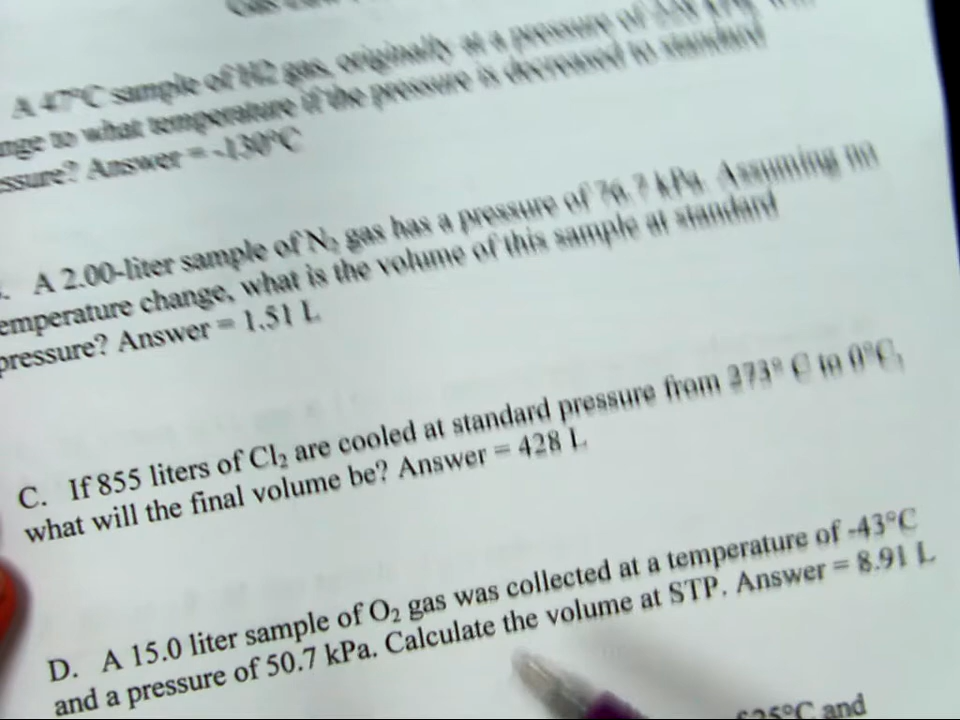 A 47°C sample of H2 gas, originally at a pressure of
nge to what temperature if the pressure is decreased to standard
ssure? Answer = -130°C
. A 2.00-liter sample of N₂ gas has a pressure of 76.7 kPa. Assuming no
emperature change, what is the volume of this sample at standard
pressure? Answer = 1.51 L
C. If 855 liters of Cl₂ are cooled at standard pressure from 273° C to 0°C,
what will the final volume be? Answer = 428 L
D. A 15.0 liter sample of O₂ gas was collected at a temperature of -43°C
and a pressure of 50.7 kPa. Calculate the volume at STP. Answer = 8.91 L
25°C and